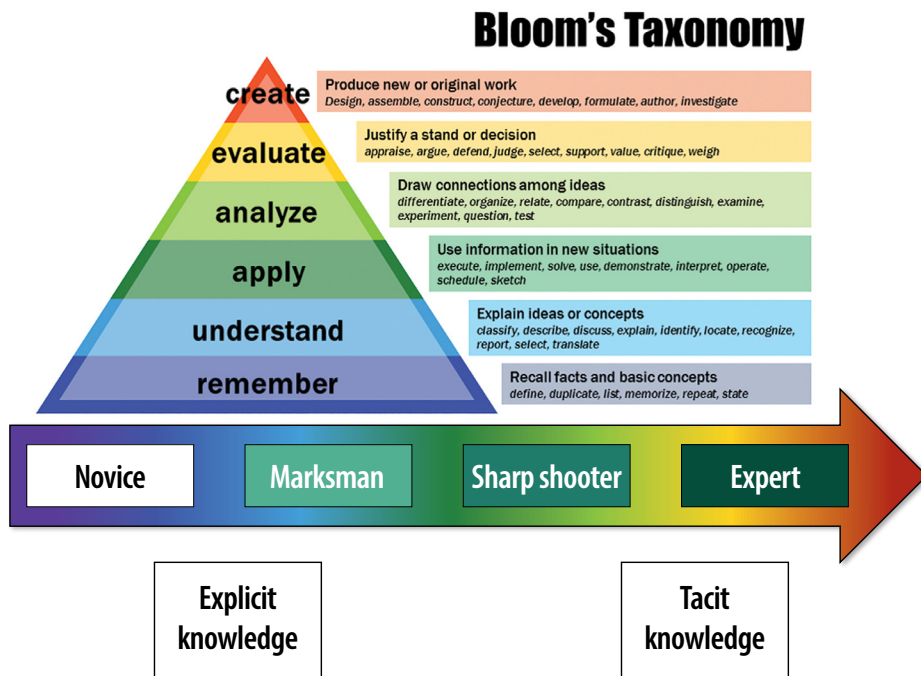 Bloom's Taxonomy
create
Produce new or original work
Design, assemble, construct, conjecture, develop, formulate, author, investigate
evaluate
Justify a stand or decision
appraise, argue, defend, judge, select, support, value, critique, weigh
analyze
Draw connections among ideas
differentiate, organize, relate, compare, contrast, distinguish, examine,
experiment, question, test
apply
Use information in new situations
execute, implement, solve, use, demonstrate, interpret, operate,
schedule, sketch
understand
Explain ideas or concepts
classify, describe, discuss, explain, identify, locate, recognize,
report, select, translate
remember
Recall facts and basic concepts
define, duplicate, list, memorize, repeat, state
Novice
Marksman
Sharp shooter
Expert
Explicit
knowledge
Tacit
knowledge